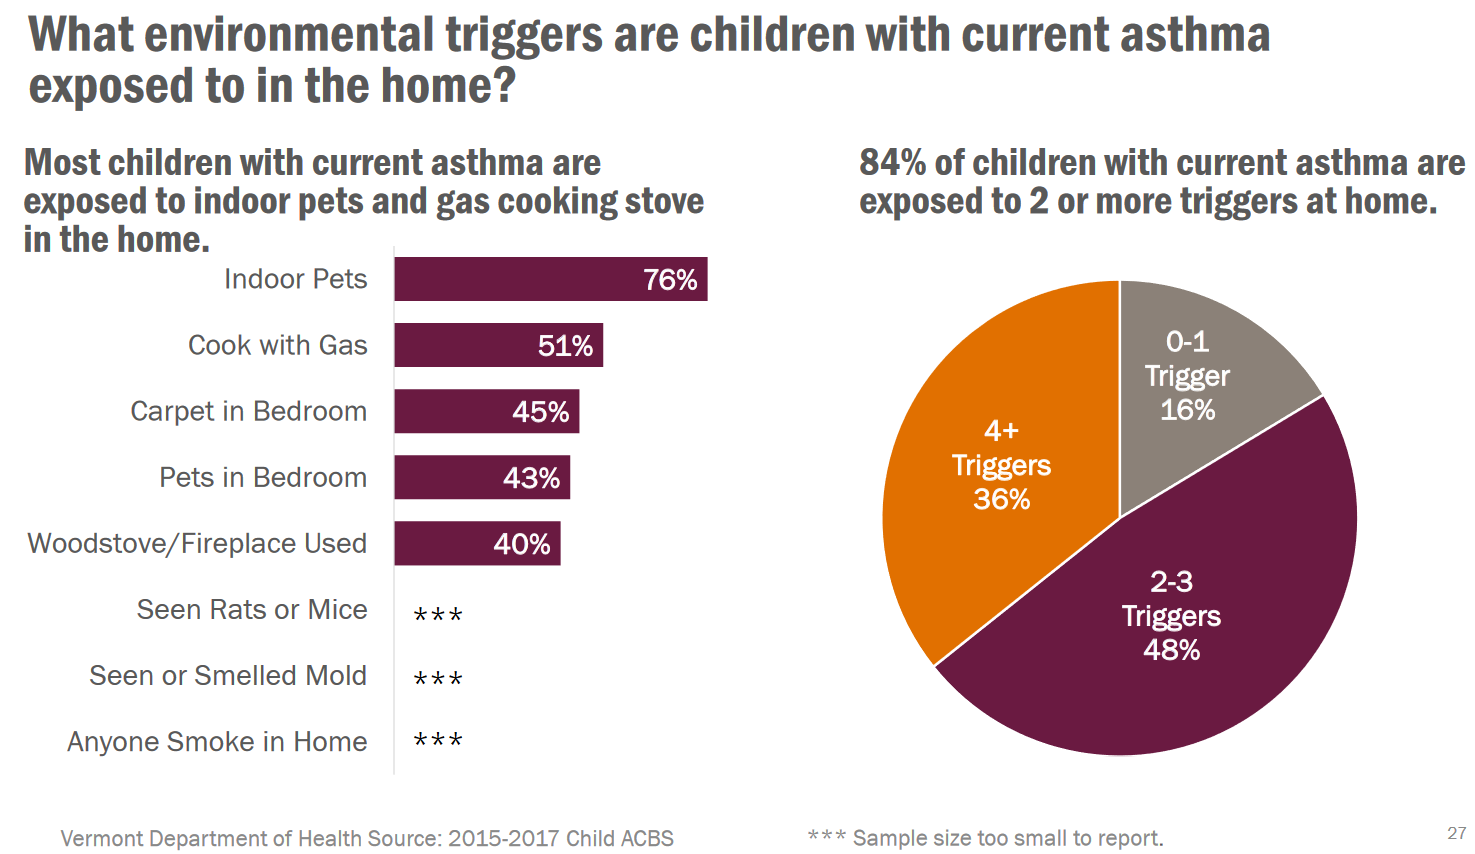 What environmental triggers are children with current asthma
exposed to in the home?
Most children with current asthma are
exposed to indoor pets and gas cooking stove
in the home.
Indoor Pets 76%
Cook with Gas 51%
Carpet in Bedroom 45%
Pets in Bedroom 43%
Woodstove/Fireplace Used 40%
Seen Rats or Mice ***
Seen or Smelled Mold ***
Anyone Smoke in Home ***
84% of children with current asthma are
exposed to 2 or more triggers at home.
0-1
Trigger
16%
4+
Triggers
36%
2-3
Triggers
48%
Vermont Department of Health Source: 2015-2017 Child ACBS
*** Sample size too small to report.
27